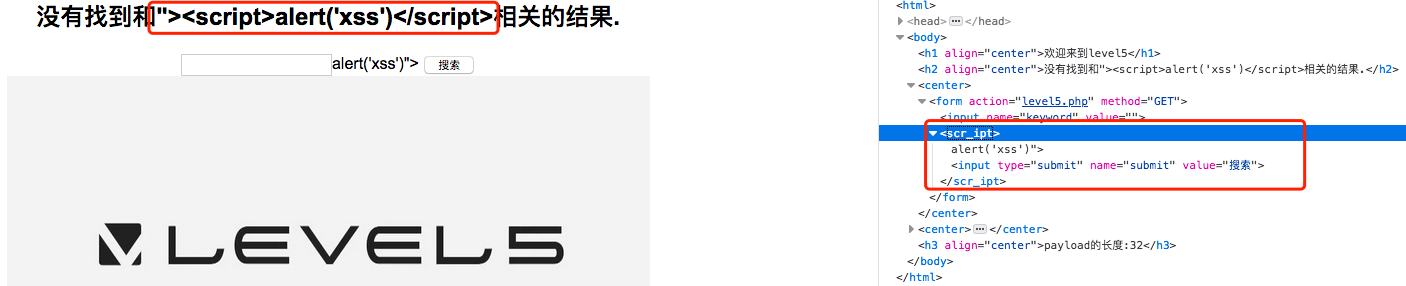 没有找到和"><script>alert('xss')</script>相关的结果.
alert('xss')">
搜索
LEVEL5
<html>
<head>⋯</head>
<body>
<h1 align="center">欢迎来到level5</h1>
<h2 align="center">没有找到和"><script>alert('xss')</script>相关的结果.</h2>
<center>
<form action="level5.php" method="GET">
<input name="keyword" value="">
<scr_ipt>
alert('xss')">
<input type="submit" name="submit" value="搜索">
</scr_ipt>
</form>
</center>
<center>⋯</center>
<h3 align="center">payload的长度:32</h3>
</body>
</html>